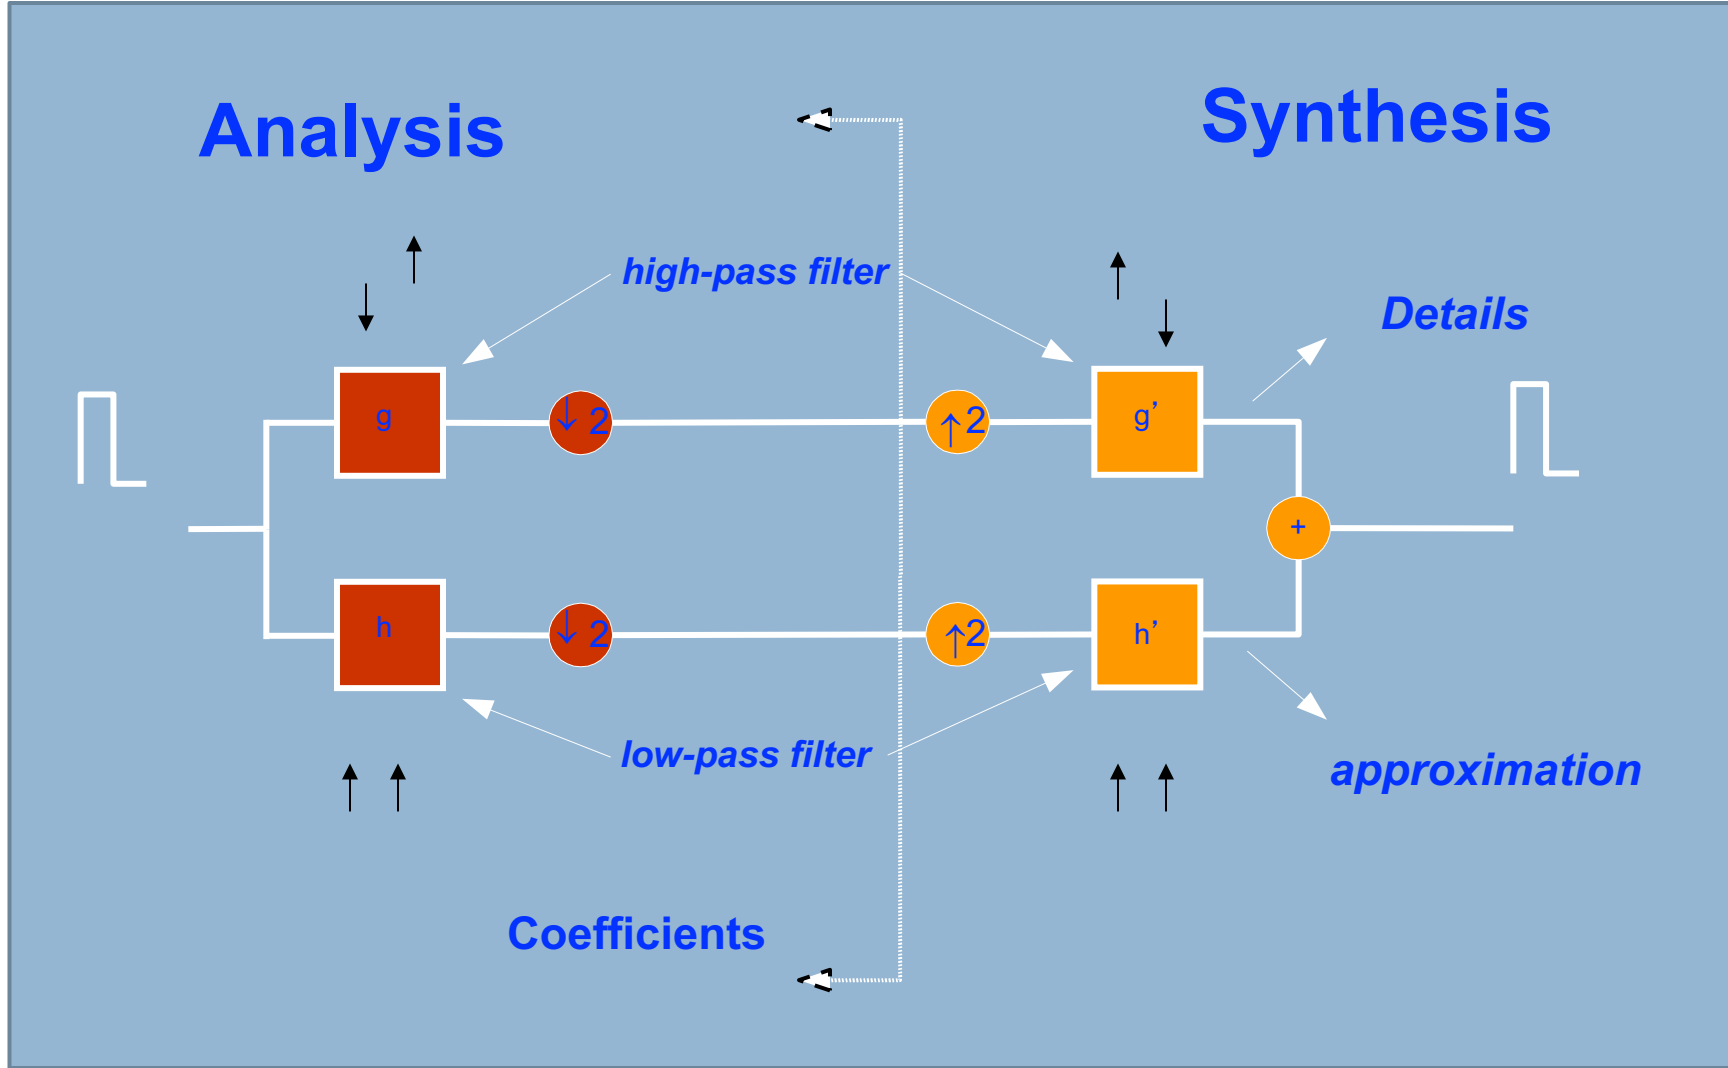 Analysis
Synthesis
high-pass filter
Details
g
↓ 2
↑2
g’
+
h
↓ 2
↑2
h’
low-pass filter
approximation
Coefficients